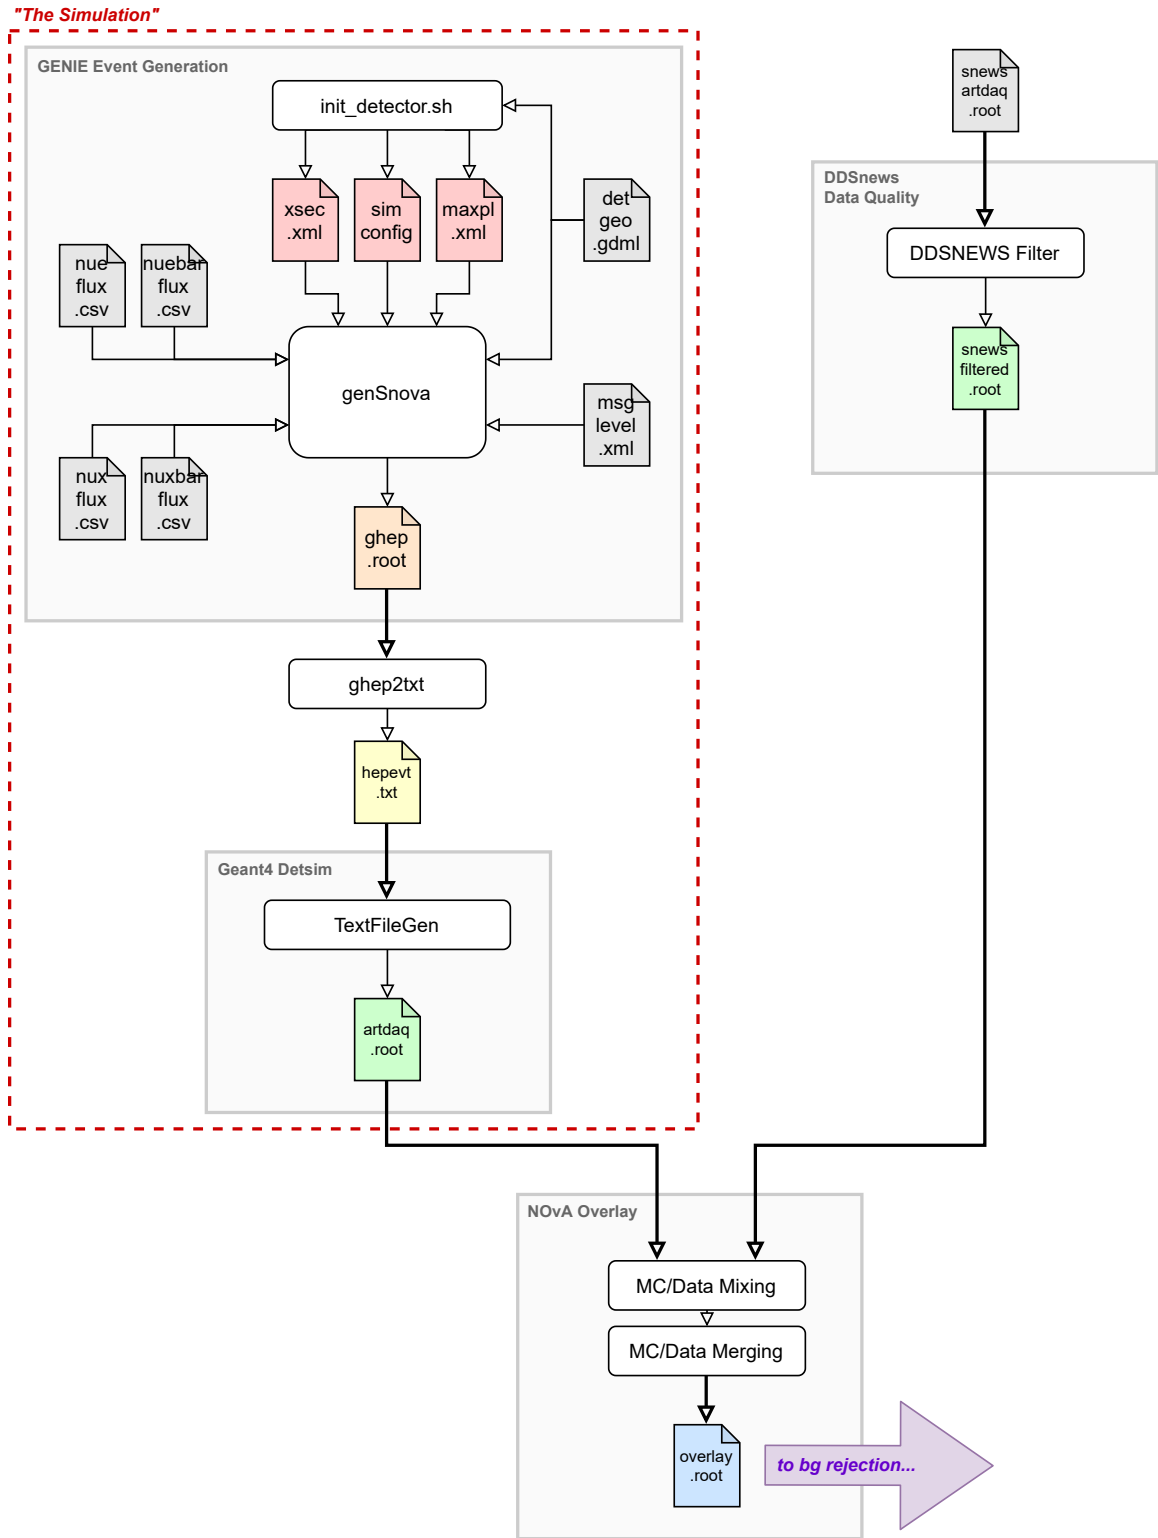 "The Simulation"
GENIE Event Generation
init_detector.sh
xsec
.xml
sim
config
maxpl
.xml
det
geo
.gdml
nue
flux
.csv
nuebar
flux
.csv
genSnova
msg
level
.xml
nux
flux
.csv
nuxbar
flux
.csv
ghep
.root
ghep2txt
hepevt
.txt
Geant4 Detsim
TextFileGen
artdaq
.root
snews
artdaq
.root
DDSnews
Data Quality
DDSNEWS Filter
snews
filtered
.root
NOvA Overlay
MC/Data Mixing
MC/Data Merging
overlay
.root
to bg rejection...